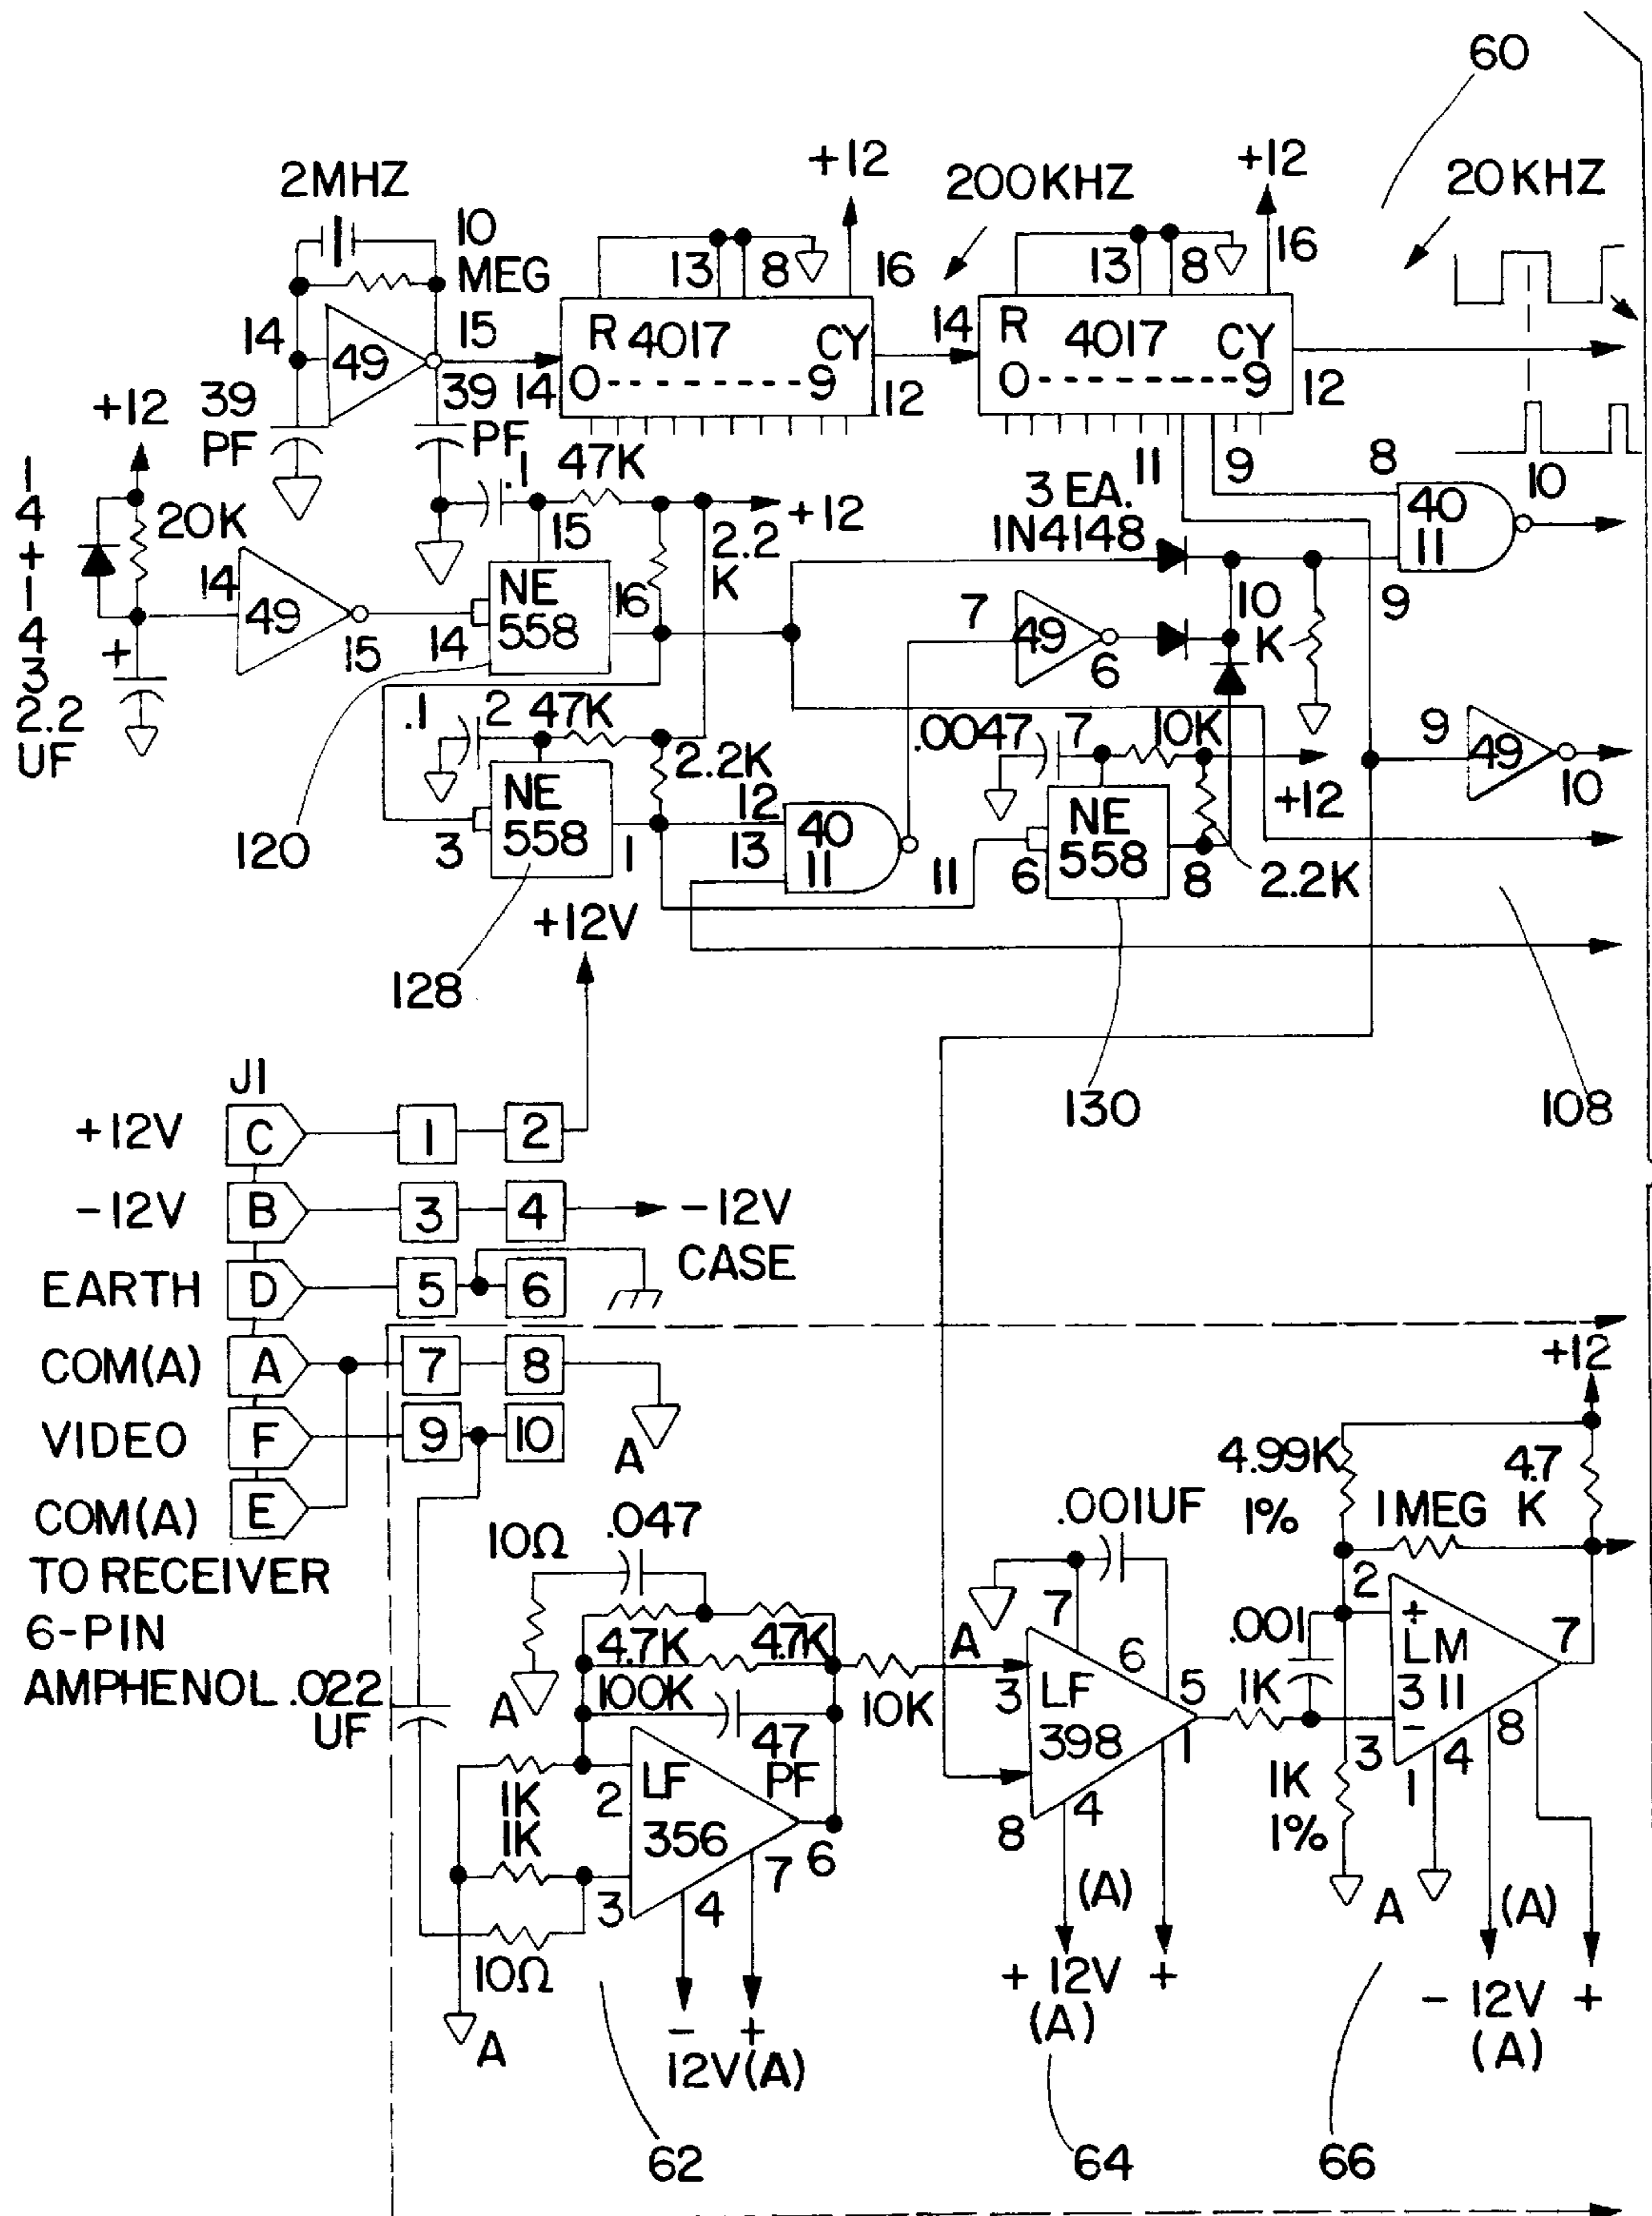 60
2MHZ
+12
200KHZ
+12
20KHZ
10
MEG
13
8
16
13
8
16
14
49
15
R 4017 CY
14
R 4017 CY
39
PF
39
PF
14
0--------9
12
0--------9
12
+12
1
4
+
1
4
3
2.2
UF
20K
+
14
49
15
.1
47K
+12
15
2.2
K
NE
558
16
14
11
9
8
10
3 EA.
1N4148
40
11
9
7
49
6
10
K
.1
2
47K
2.2K
NE
558
3
1
120
12
13
40
11
11
.0047
7
10K
+12
NE
558
6
8
2.2K
9
49
10
+12V
128
130
108
J1
+12V C 1 2
-12V B 3 4 -12V
CASE
EARTH D 5 6
COM(A) A 7 8
A
VIDEO F 9 10
COM(A) E
TO RECEIVER
6-PIN
AMPHENOL
.022
UF
10Ω
.047
4.7K
4.7K
A
100K
47
PF
1K
1K
2
LF
356
3
4
7
6
10Ω
A
- +
12V(A)
62
10K
A
.001UF
7
6
3
LF
398
5
1
8
4
(A)
+ 12V +
(A)
64
+12
4.99K
1%
4.7
K
1MEG
2
.001
+
LM
311
-
7
1K
3
1
4
8
1K
1%
A
(A)
- 12V +
(A)
66